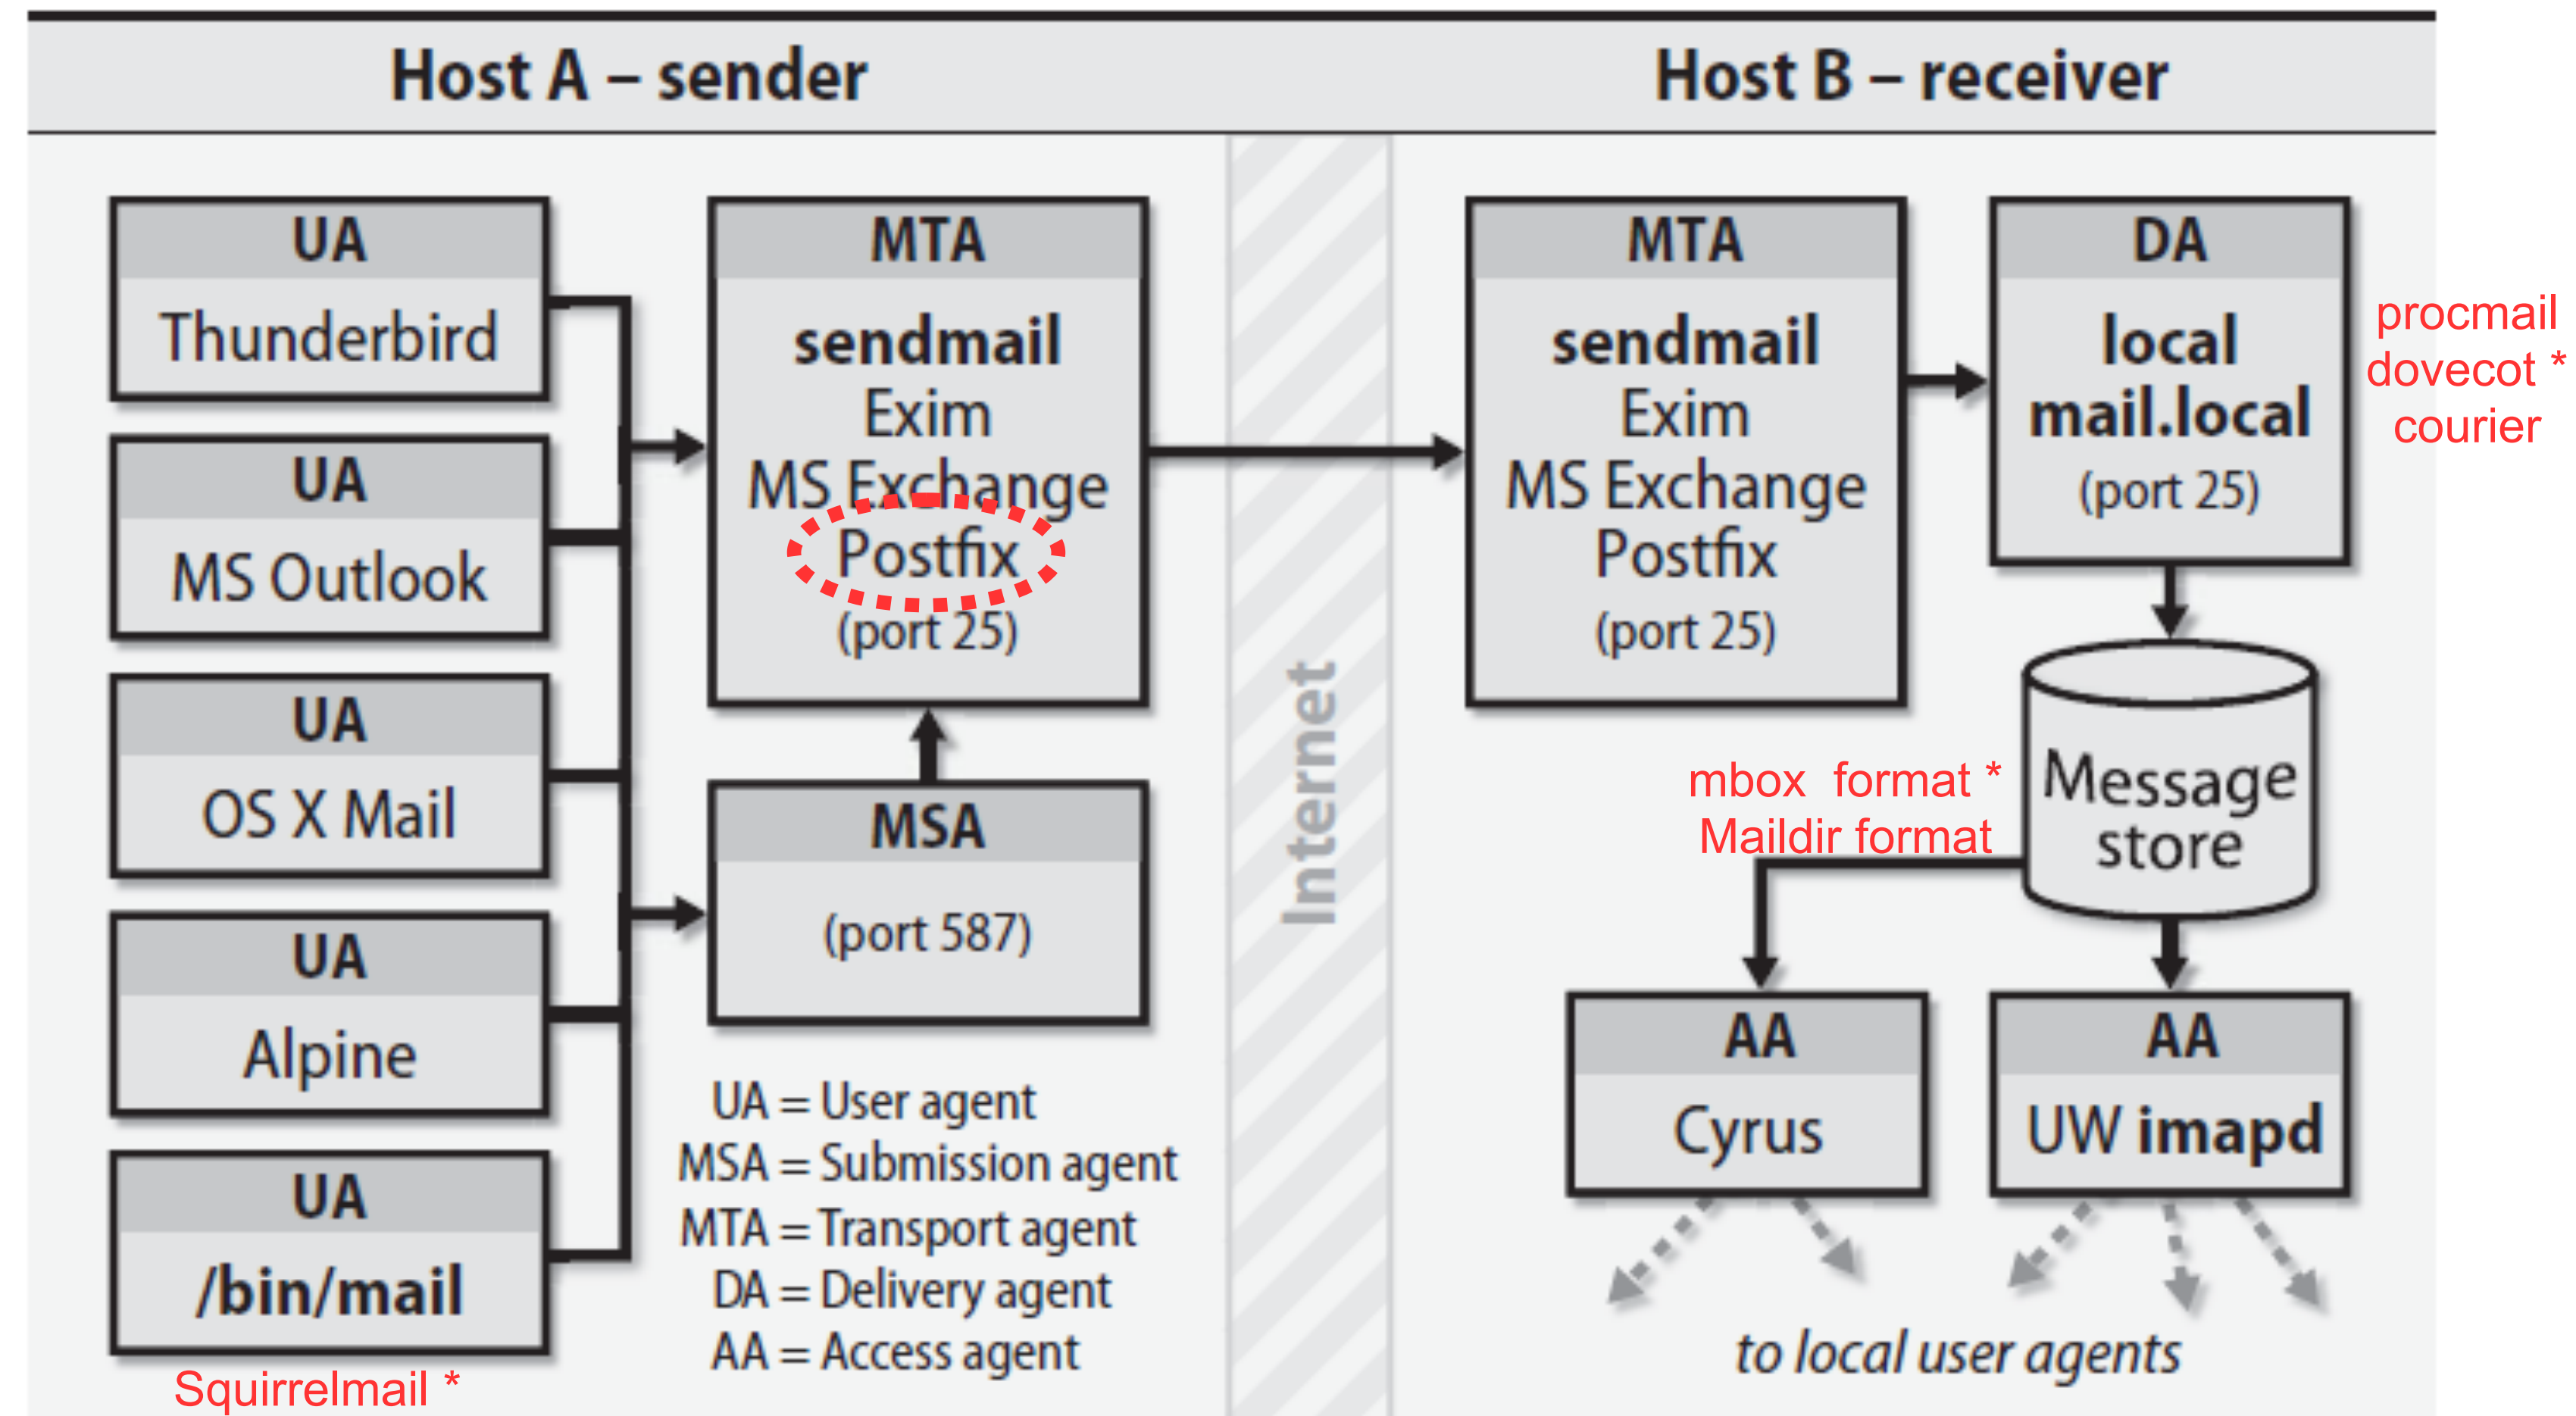 Host A – sender
Host B – receiver
UA
Thunderbird
UA
MS Outlook
UA
OS X Mail
UA
Alpine
UA
/bin/mail
Squirrelmail *
MTA
sendmail
Exim
MS Exchange
Postfix
(port 25)
MSA
(port 587)
UA = User agent
MSA = Submission agent
MTA = Transport agent
DA = Delivery agent
AA = Access agent
Internet
MTA
sendmail
Exim
MS Exchange
Postfix
(port 25)
DA
local
mail.local
(port 25)
procmail
dovecot *
courier
mbox format *
Maildir format
Message
store
AA
Cyrus
AA
UW imapd
to local user agents